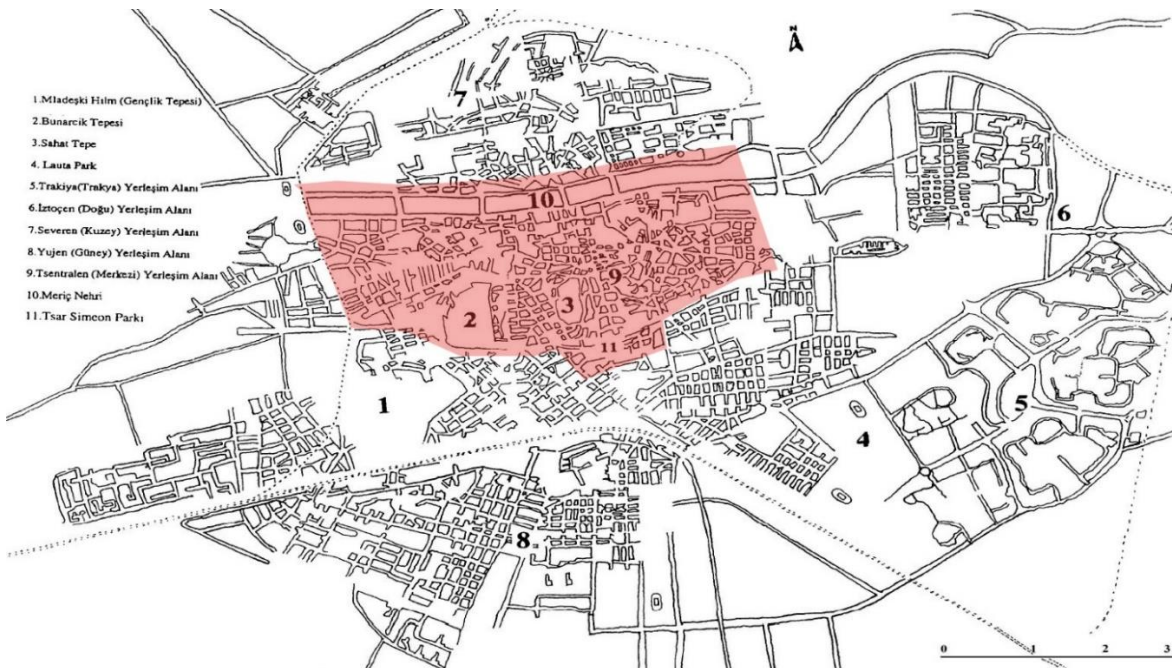 N
1.Mladeşki Hılm (Gençlik Tepesi)
2.Bunarcik Tepesi
3.Sahat Tepe
4. Lauta Park
5.Trakiya(Trakya) Yerleşim Alanı
6.İztoçen (Doğu) Yerleşim Alanı
7.Severen (Kuzey) Yerleşim Alanı
8.Yujen (Güney) Yerleşim Alanı
9.Tsentralen (Merkezi) Yerleşim Alanı
10.Meriç Nehri
11.Tsar Simeon Parkı
7
10
6
9
2
3
11
1
5
4
8
0 1 2 3